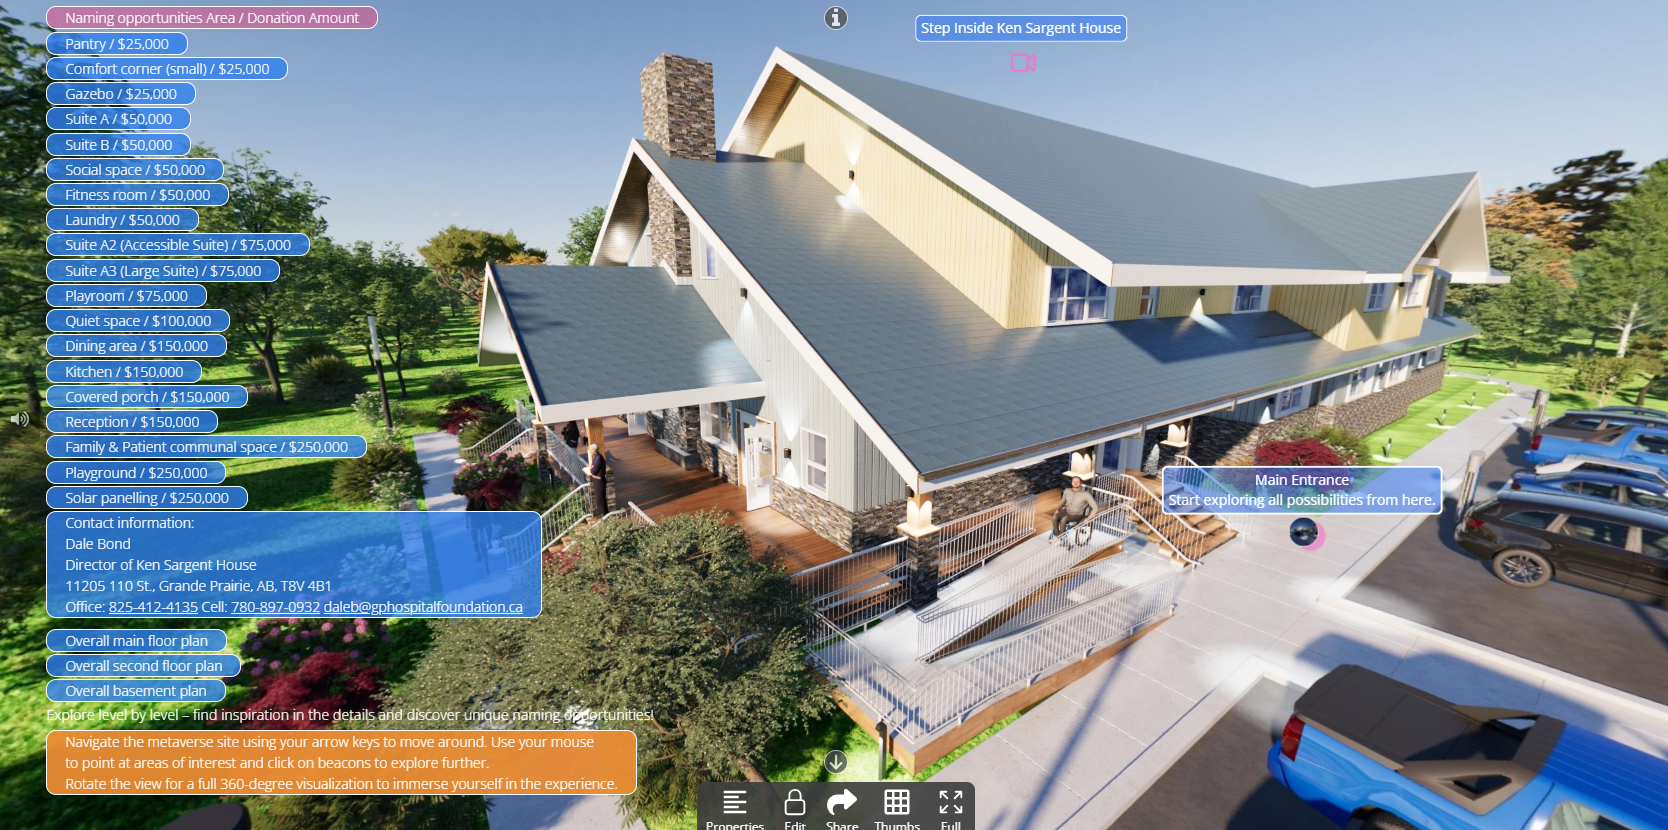 Naming opportunities Area / Donation Amount
Pantry / $25,000
Comfort corner (small) / $25,000
Gazebo / $25,000
Suite A / $50,000
Suite B / $50,000
Social space / $50,000
Fitness room / $50,000
Laundry / $50,000
Suite A2 (Accessible Suite) / $75,000
Suite A3 (Large Suite) / $75,000
Playroom / $75,000
Quiet space / $100,000
Dining area / $150,000
Kitchen / $150,000
Covered porch / $150,000
Reception / $150,000
Family & Patient communal space / $250,000
Playground / $250,000
Solar panelling / $250,000
Contact information:
Dale Bond
Director of Ken Sargent House
11205 110 St., Grande Prairie, AB, T8V 4B1
Office: 825-412-4135 Cell: 780-897-0932 daleb@gphospitalfoundation.ca
Overall main floor plan
Overall second floor plan
Overall basement plan
Explore level by level – find inspiration in the details and discover unique naming opportunities!
Navigate the metaverse site using your arrow keys to move around. Use your mouse
to point at areas of interest and click on beacons to explore further.
Rotate the view for a full 360-degree visualization to immerse yourself in the experience.
Step Inside Ken Sargent House
Main Entrance
Start exploring all possibilities from here.
Properties Edit Share Thumbs Full